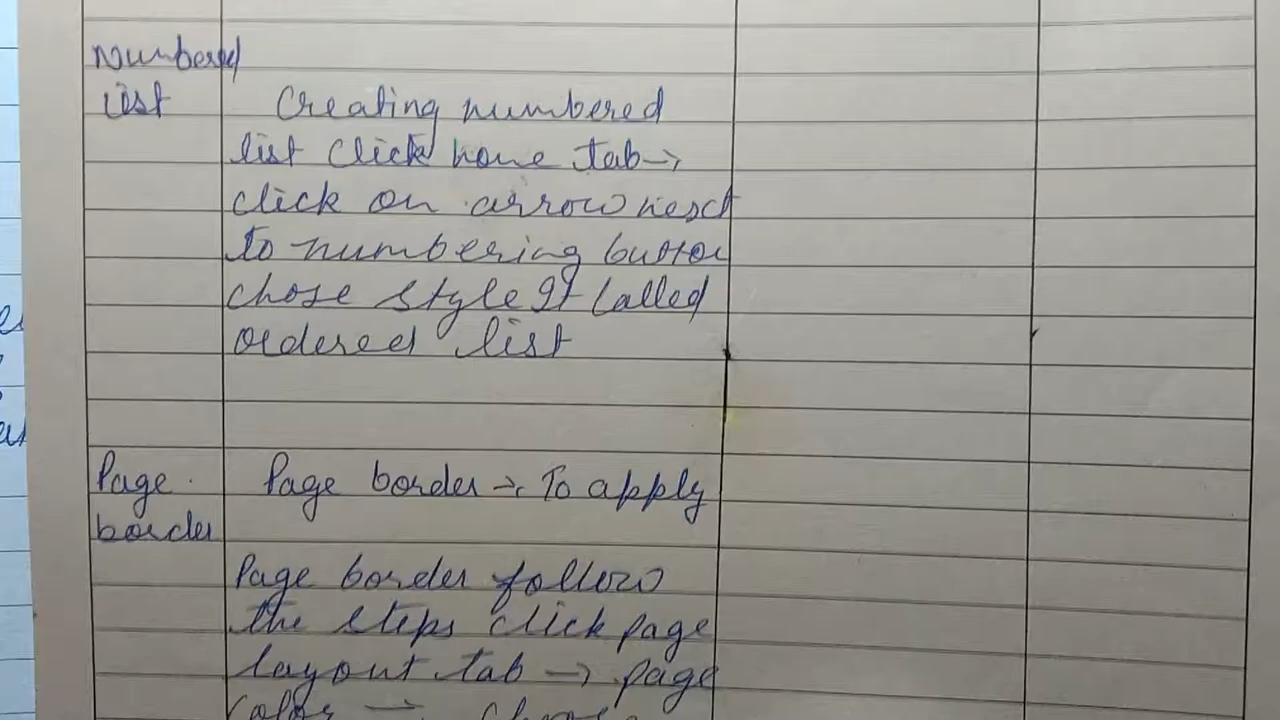 Numbered
List
Creating numbered
list click home tab →
click on arrow next
to numbering button
chose style It Called
ordered list
Page
border
Page border → To apply
Page border follow
the steps click page
layout tab → page
Color →